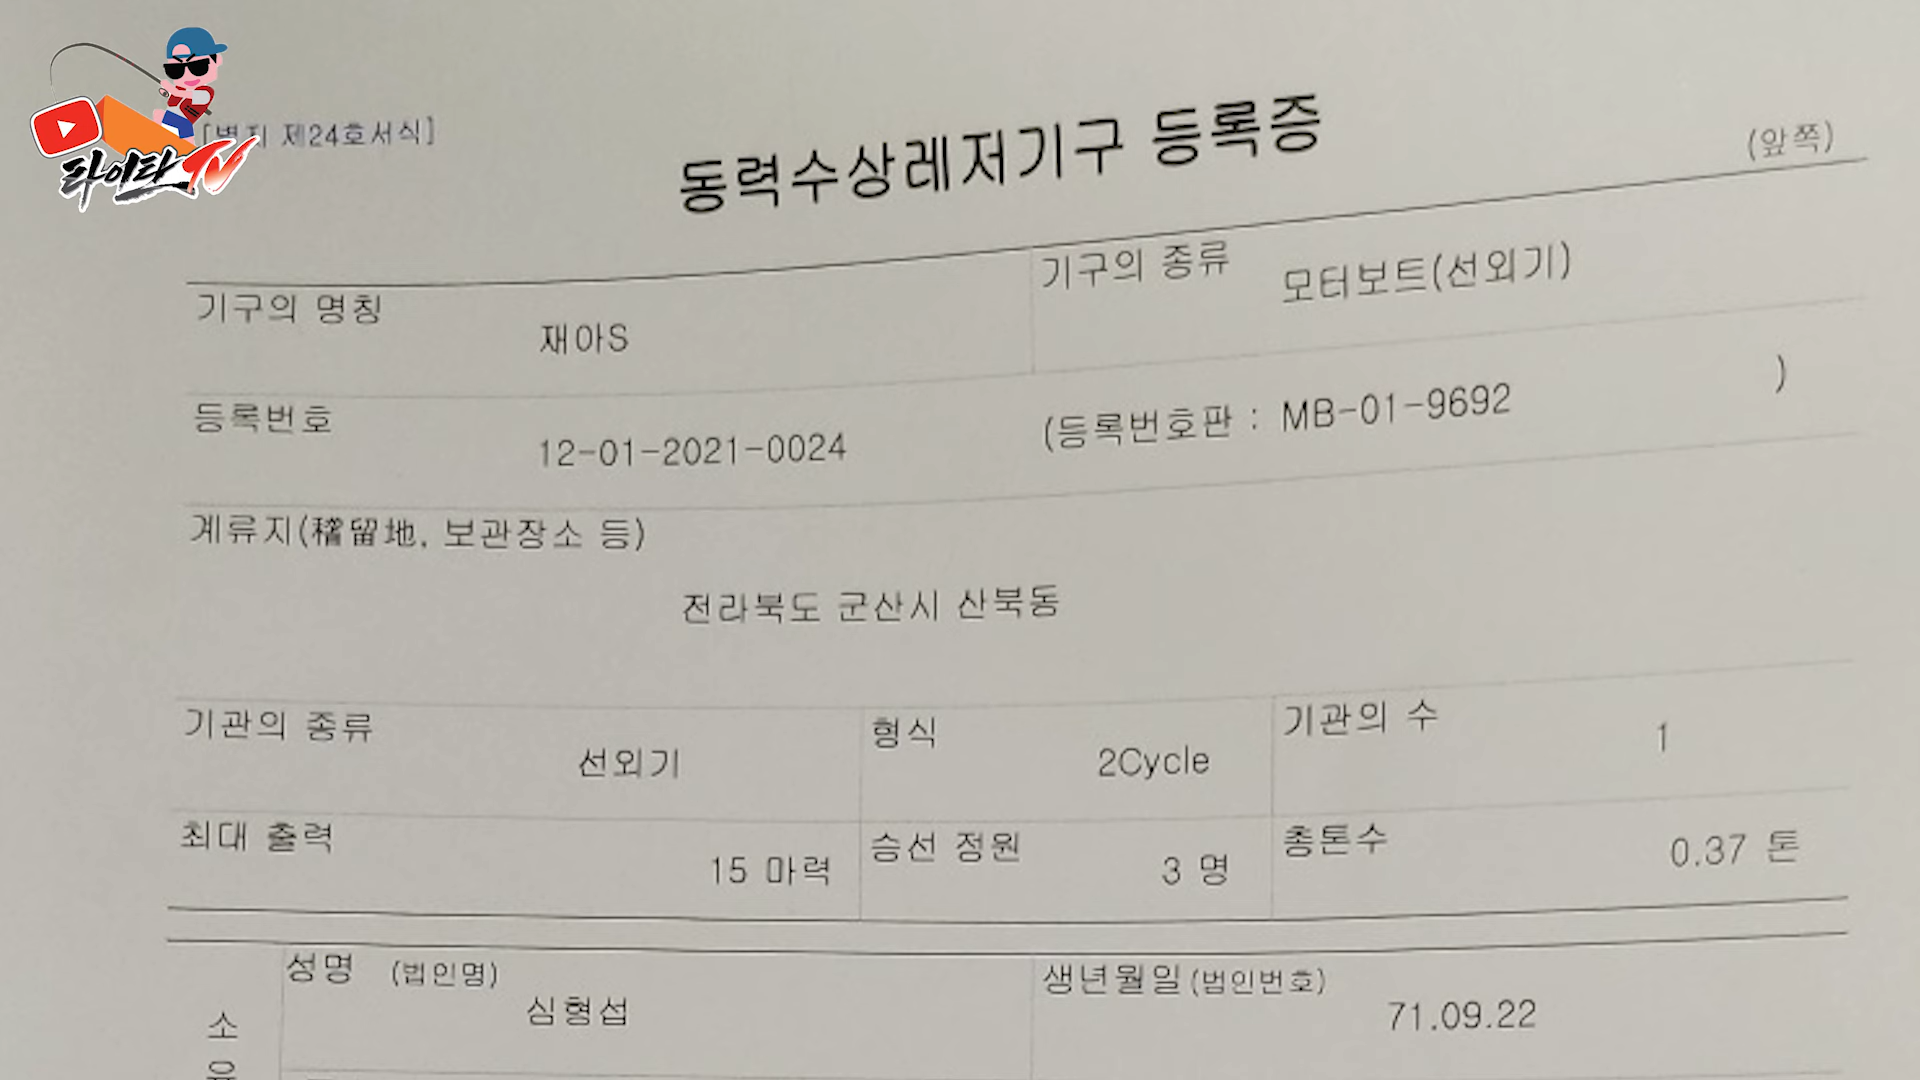 타이타TV
[별지 제24호서식]
동력수상레저기구 등록증
(앞쪽)
기구의 명칭
재아S
기구의 종류
모터보트(선외기)
등록번호
12-01-2021-0024
(등록번호판 : MB-01-9692 )
계류지(稽留地, 보관장소 등)
전라북도 군산시 산북동
기관의 종류
선외기
형식
2Cycle
기관의 수
1
최대 출력
15 마력
승선 정원
3 명
총톤수
0.37 톤
소
성명 (법인명)
심형섭
생년월일(법인번호)
71.09.22